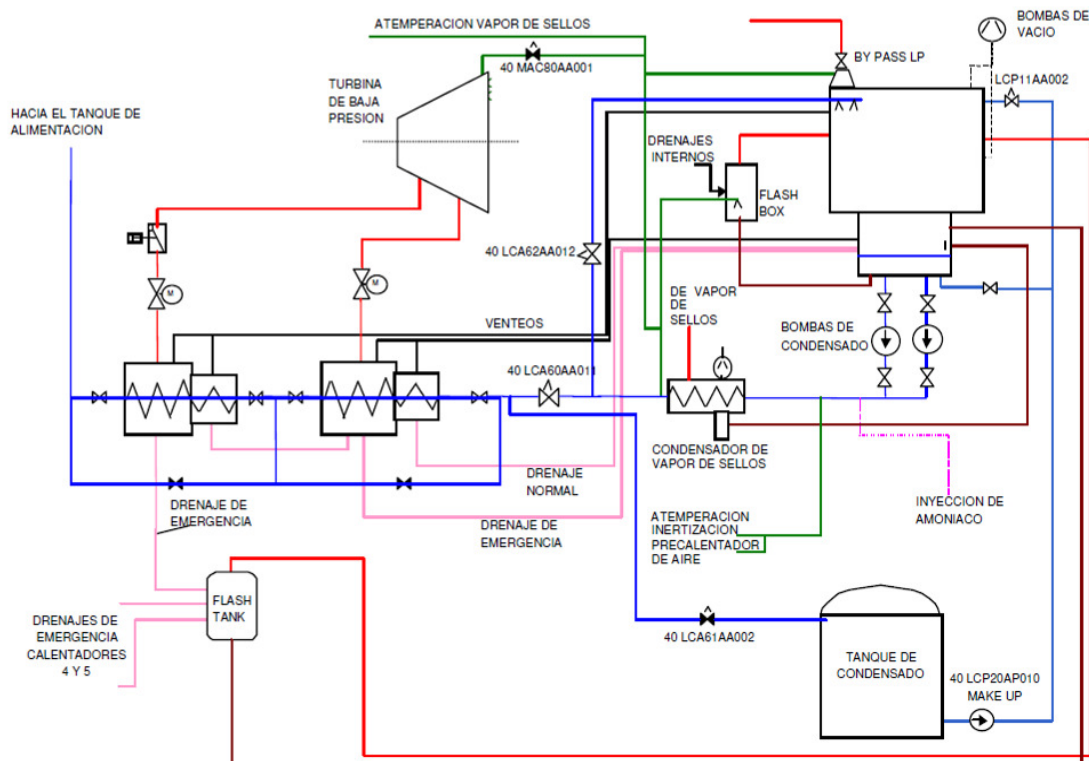 ATEMPERACION VAPOR DE SELLOS
BOMBAS DE
VACIO
40 MAC80AA001
BY PASS LP
TURBINA
DE BAJA
PRESION
LCP11AA002
HACIA EL TANQUE DE
ALIMENTACION
DRENAJES
INTERNOS
FLASH
BOX
40 LCA62AA012
M
M
DE VAPOR
DE
SELLOS
BOMBAS DE
CONDENSADO
VENTEOS
40 LCA60AA011
CONDENSADOR DE
VAPOR DE SELLOS
DRENAJE
NORMAL
DRENAJE DE
EMERGENCIA
DRENAJE DE
EMERGENCIA
INYECCION DE
AMONIACO
ATEMPERACION
INERTIZACION
PRECALENTADOR
DE AIRE
FLASH
TANK
DRENAJES DE
EMERGENCIA
CALENTADORES
4 Y 5
40 LCA61AA002
TANQUE DE
CONDENSADO
40 LCP20AP010
MAKE UP